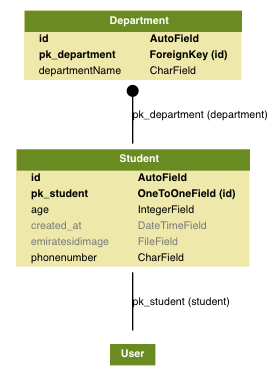 Department
id AutoField
pk_department ForeignKey (id)
departmentName CharField
pk_department (department)
Student
id AutoField
pk_student OneToOneField (id)
age IntegerField
created_at DateTimeField
emiratesidimage FileField
phonenumber CharField
pk_student (student)
User